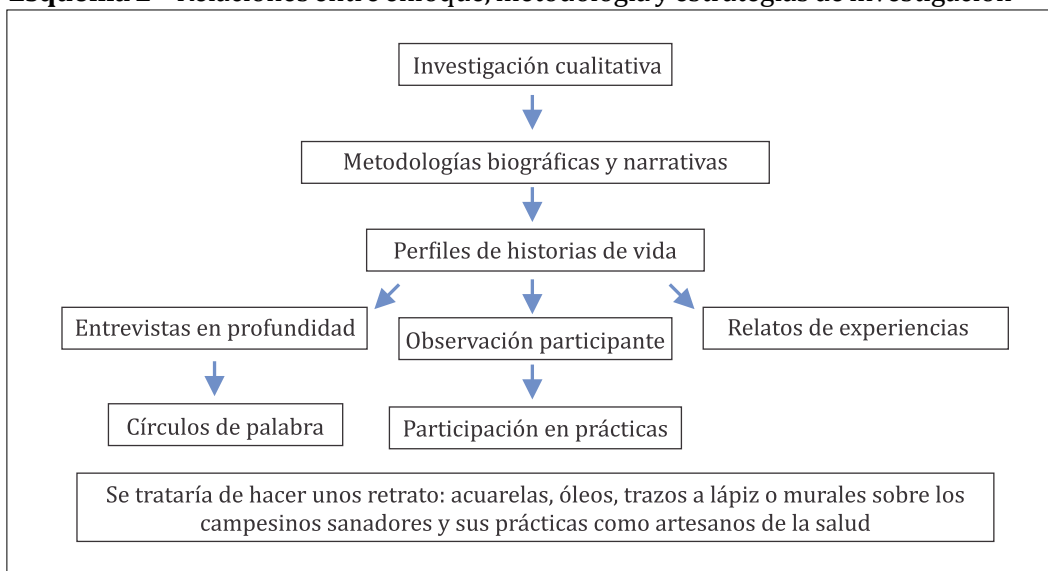 Esquema 2 – Relaciones entre enfoque, metodología y estrategias de investigación
Investigación cualitativa
Metodologías biográficas y narrativas
Perfiles de historias de vida
Entrevistas en profundidad
Observación participante
Relatos de experiencias
Círculos de palabra
Participación en prácticas
Se trataría de hacer unos retrato: acuarelas, óleos, trazos a lápiz o murales sobre los
campesinos sanadores y sus prácticas como artesanos de la salud